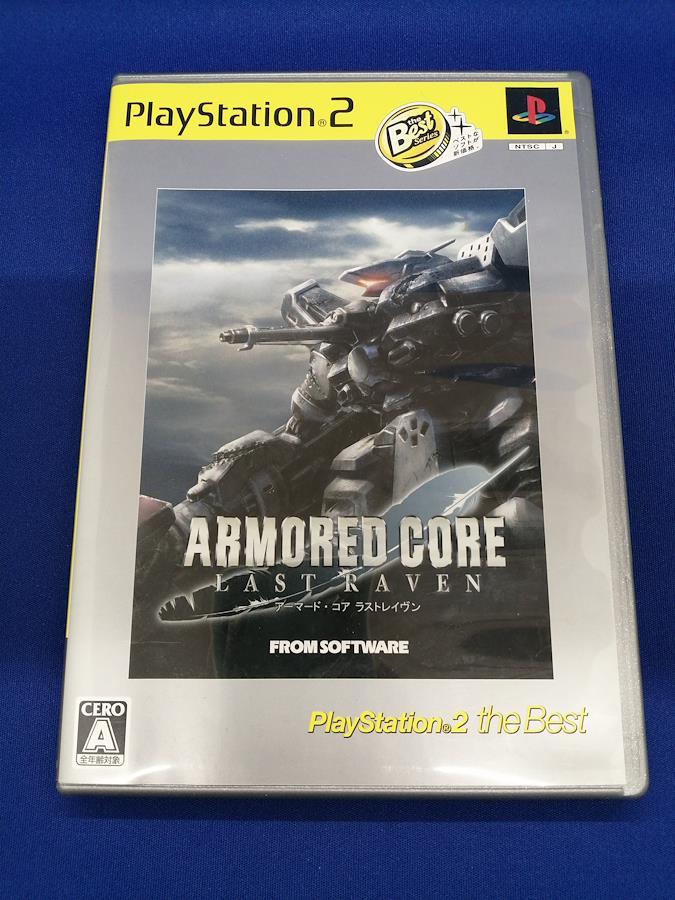 PlayStation®2
the Best Series
ベストながソフトが新価格。
NTSC J
ARMORED CORE
LAST RAVEN
アーマード・コア ラストレイヴン
FROMSOFTWARE
PlayStation®2 the Best
CERO
A
全年齢対象